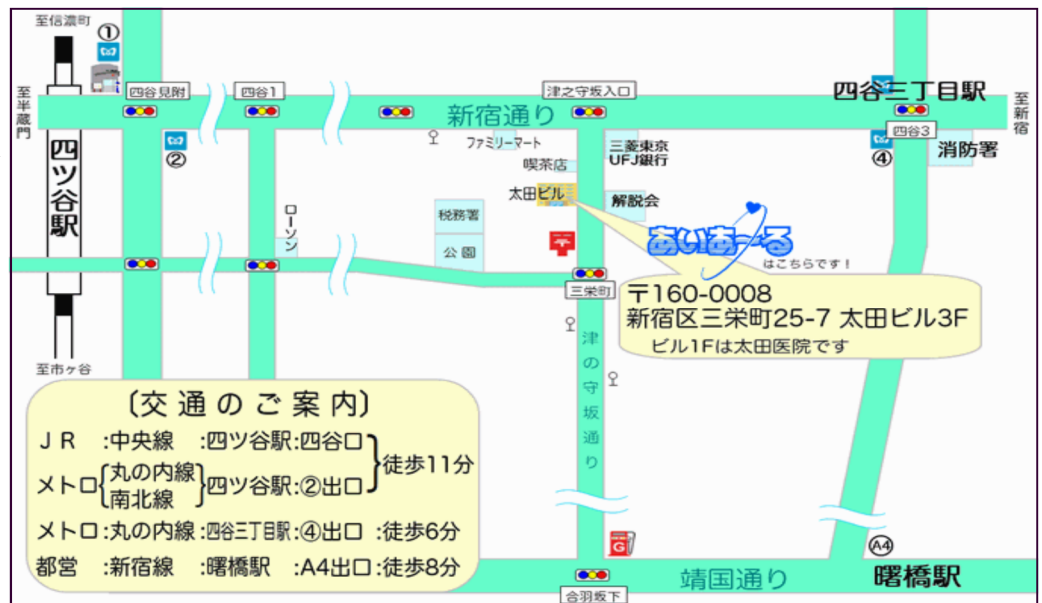 至信濃町
①
四谷見附
四谷1
津之守坂入口
四谷三丁目駅
至半蔵門
新宿通り
至新宿
四谷3
②
ファミリーマート
三菱東京
UFJ銀行
④
消防署
喫茶店
四ツ谷駅
太田ビル
解説会
ローソン
税務署
あいあ～る
公園
はこちらです!
三栄町
〒160-0008
新宿区三栄町25-7 太田ビル3F
ビル1Fは太田医院です
津の守坂通り
至市ヶ谷
〔交通のご案内〕
JR :中央線 :四ツ谷駅:四谷口
メトロ{丸の内線 南北線}四ツ谷駅:②出口
}徒歩11分
メトロ:丸の内線:四谷三丁目駅:④出口 :徒歩6分
都営 :新宿線 :曙橋駅 :A4出口:徒歩8分
G
A4
靖国通り
曙橋駅
合羽坂下